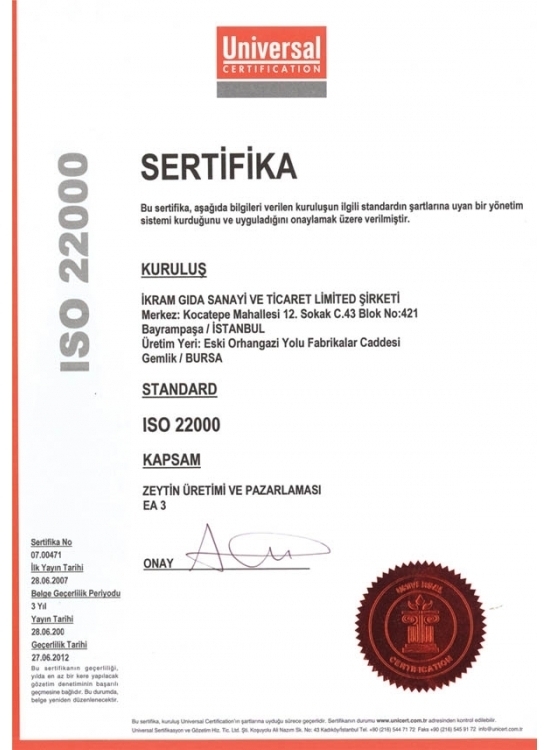 Universal
CERTIFICATION
ISO 22000
SERTİFİKA
Bu sertifika, aşağıda bilgileri verilen kuruluşun ilgili standardın şartlarına uyan bir yönetim
sistemi kurduğunu ve uyguladığını onaylamak üzere verilmiştir.
KURULUŞ
İKRAM GIDA SANAYİ VE TİCARET LİMİTED ŞİRKETİ
Merkez: Kocatepe Mahallesi 12. Sokak C.43 Blok No:421
Bayrampaşa / İSTANBUL
Üretim Yeri: Eski Orhangazi Yolu Fabrikalar Caddesi
Gemlik / BURSA
STANDARD
ISO 22000
KAPSAM
ZEYTİN ÜRETİMİ VE PAZARLAMASI
EA 3
ONAY
Sertifika No
07.00471
İlk Yayın Tarihi
28.06.2007
Belge Geçerlilik Periyodu
3 Yıl
Yayın Tarihi
28.06.200
Geçerlilik Tarihi
27.06.2012
Bu sertifikanın geçerliliği,
yılda en az bir kere yapılacak
gözetim denetiminin başarılı
geçmesine bağlıdır. Bu durumda,
belge yeniden düzenlenecektir.
UNIVERSAL
CERTIFICATION
Bu sertifika, kuruluş Universal Certification'ın şartlarına uyduğu sürece geçerlidir. Sertifikanın durumu www.unicert.com.tr adresinden kontrol edilebilir.
Universal Sertifikasyon ve Gözetim Hiz. Tic. Ltd. Şti. Koşuyolu Ali Nazım Sk. No: 43 Kadıköy/İstanbul Tel. +90 (216) 544 71 72 Faks +90 (216) 545 91 72 info@unicert.com.tr